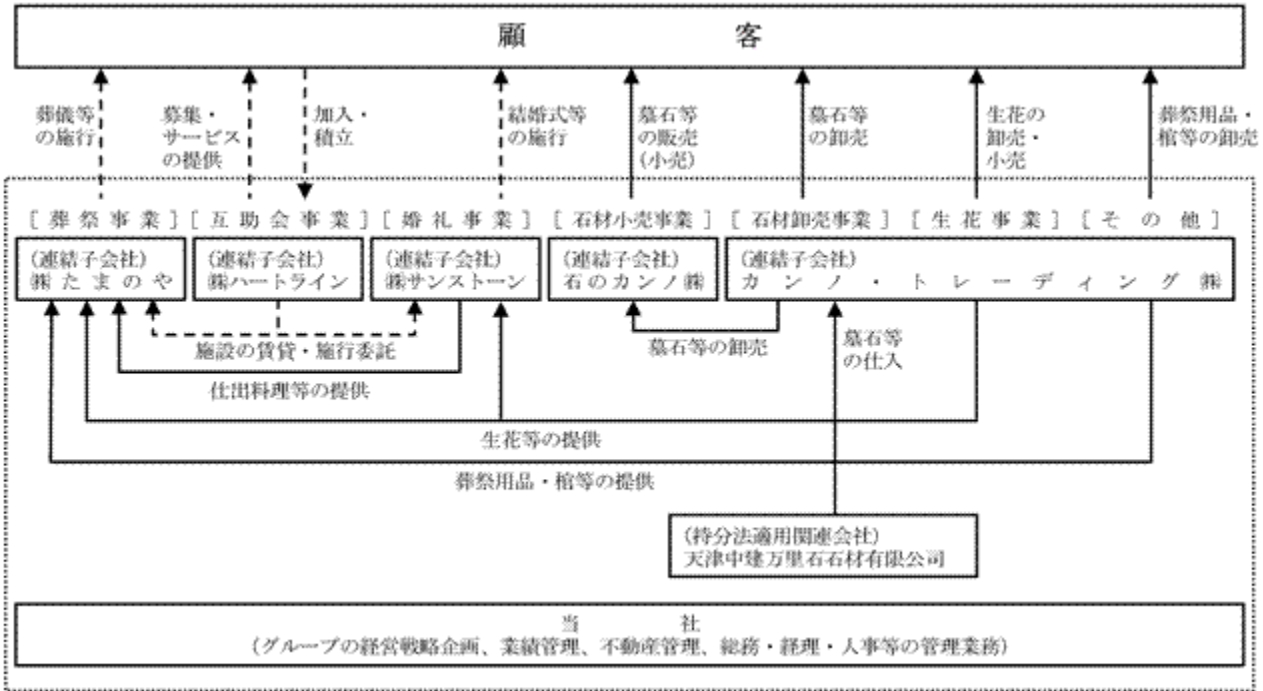 顧客
葬儀等
の施行
募集・
サービス
の提供
加入・
積立
結婚式等
の施行
墓石等
の販売
(小売)
墓石等
の卸売
生花の
卸売・
小売
葬祭用品・
棺等の卸売
[葬祭事業]
[互助会事業]
[婚礼事業]
[石材小売事業]
[石材卸売事業]
[生花事業]
[その他]
(連結子会社)
㈱たまのや
(連結子会社)
㈱ハートライン
(連結子会社)
㈱サンストーン
(連結子会社)
石のカンノ㈱
(連結子会社)
カンノ・トレーディング㈱
施設の賃貸・施行委託
墓石等の卸売
墓石等
の仕入
仕出料理等の提供
生花等の提供
葬祭用品・棺等の提供
(持分法適用関連会社)
天津中建万里石石材有限公司
当社
(グループの経営戦略企画、業績管理、不動産管理、総務・経理・人事等の管理業務)